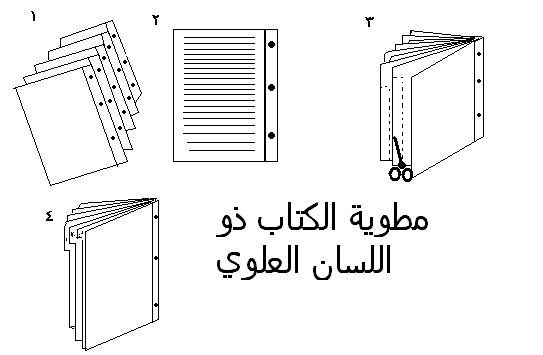 ١
٢
٣
٤
مطوية الكتاب ذو
اللسان العلوي